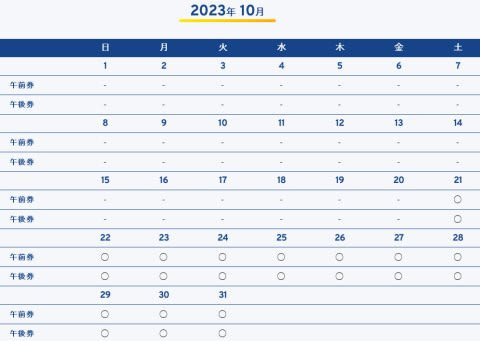 2023年 10月
日 月 火 水 木 金 土
1 2 3 4 5 6 7
午前券 - - - - - - -
午後券 - - - - - - -
8 9 10 11 12 13 14
午前券 - - - - - - -
午後券 - - - - - - -
15 16 17 18 19 20 21
午前券 - - - - - - ○
午後券 - - - - - - ○
22 23 24 25 26 27 28
午前券 ○ ○ ○ ○ ○ ○ ○
午後券 ○ ○ ○ ○ ○ ○ ○
29 30 31
午前券 ○ ○ ○
午後券 ○ ○ ○